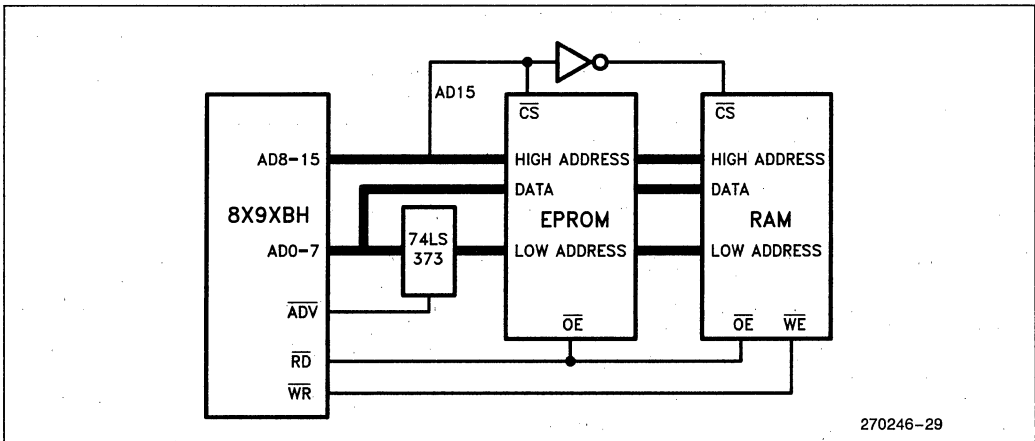 AD15
CS
CS
AD8-15
HIGH ADDRESS
HIGH ADDRESS
DATA
DATA
8X9XBH
EPROM
RAM
74LS
373
AD0-7
LOW ADDRESS
LOW ADDRESS
ADV
OE
OE
WE
RD
WR
270246-29